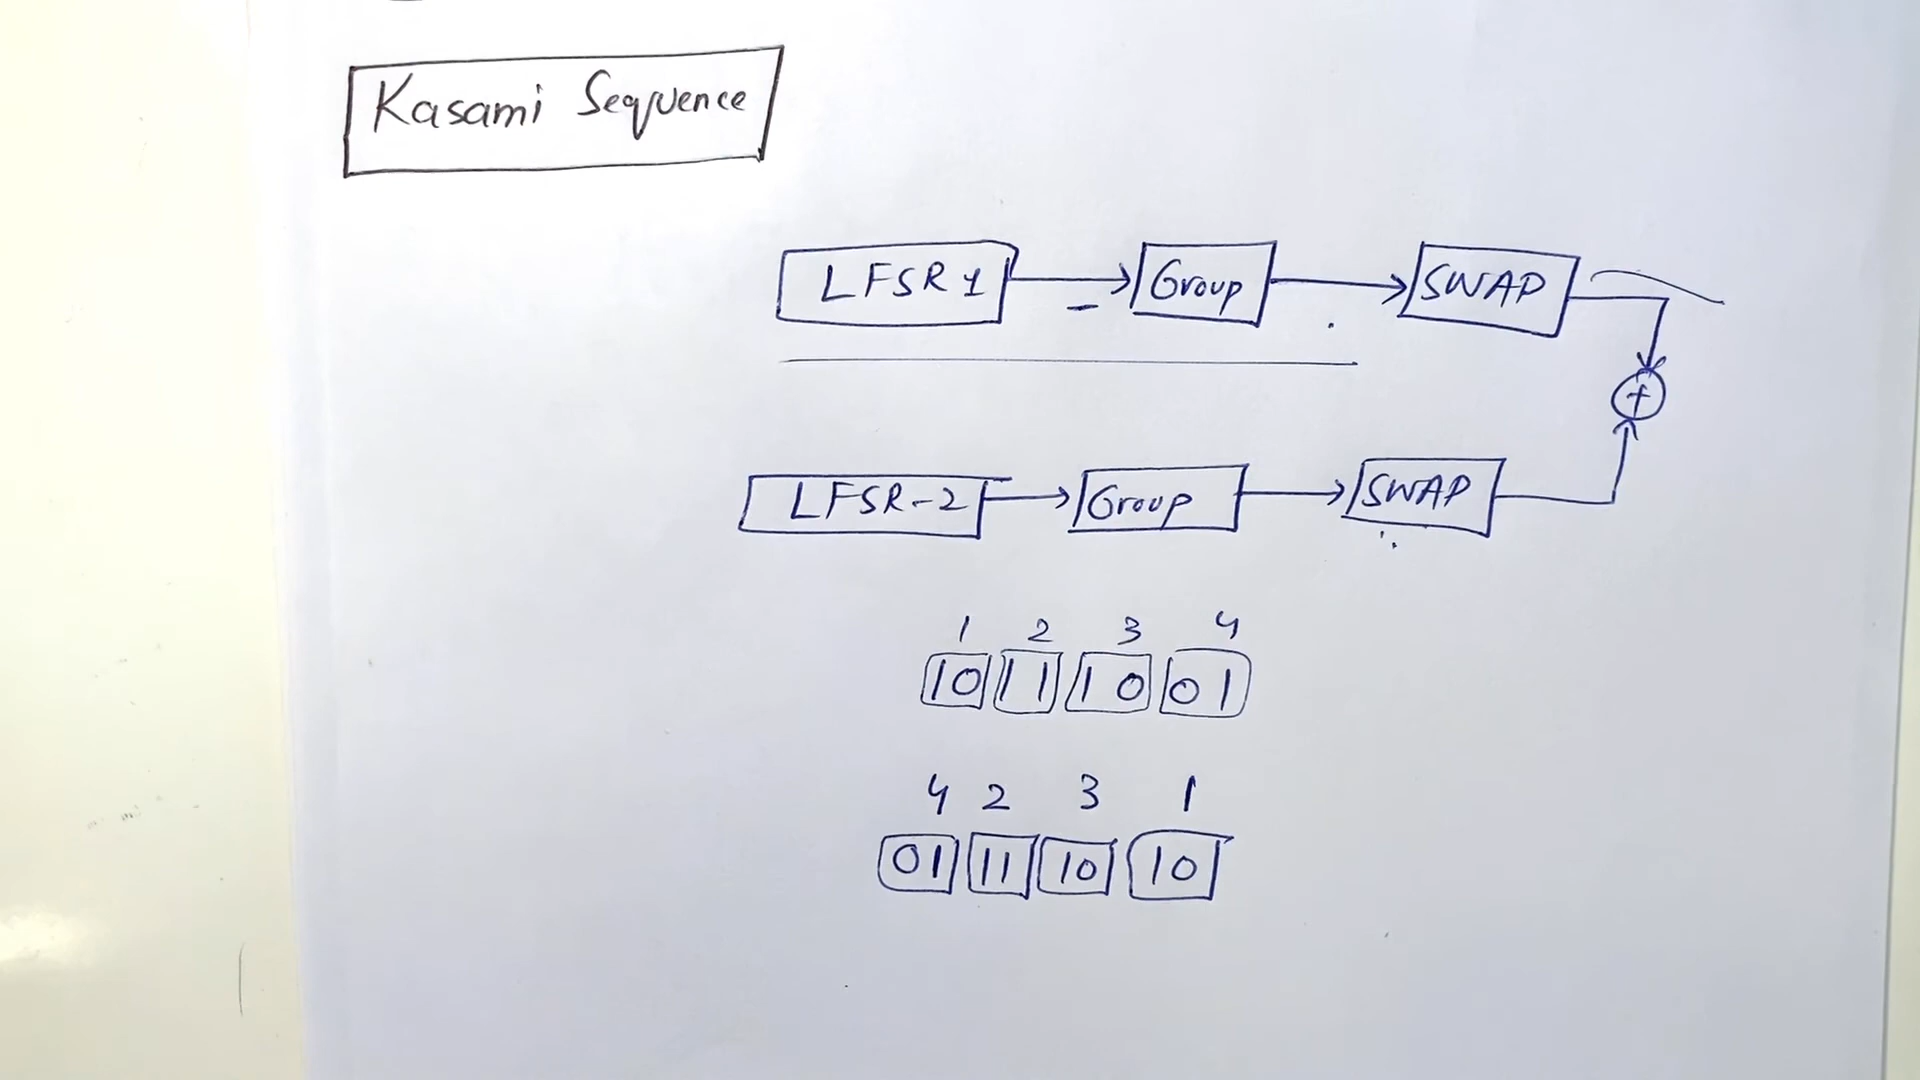 Kasami Sequence
LFSR 1 Group SWAP
+
LFSR-2 Group SWAP
1 2 3 4
10 11 10 01
4 2 3 1
01 11 10 10